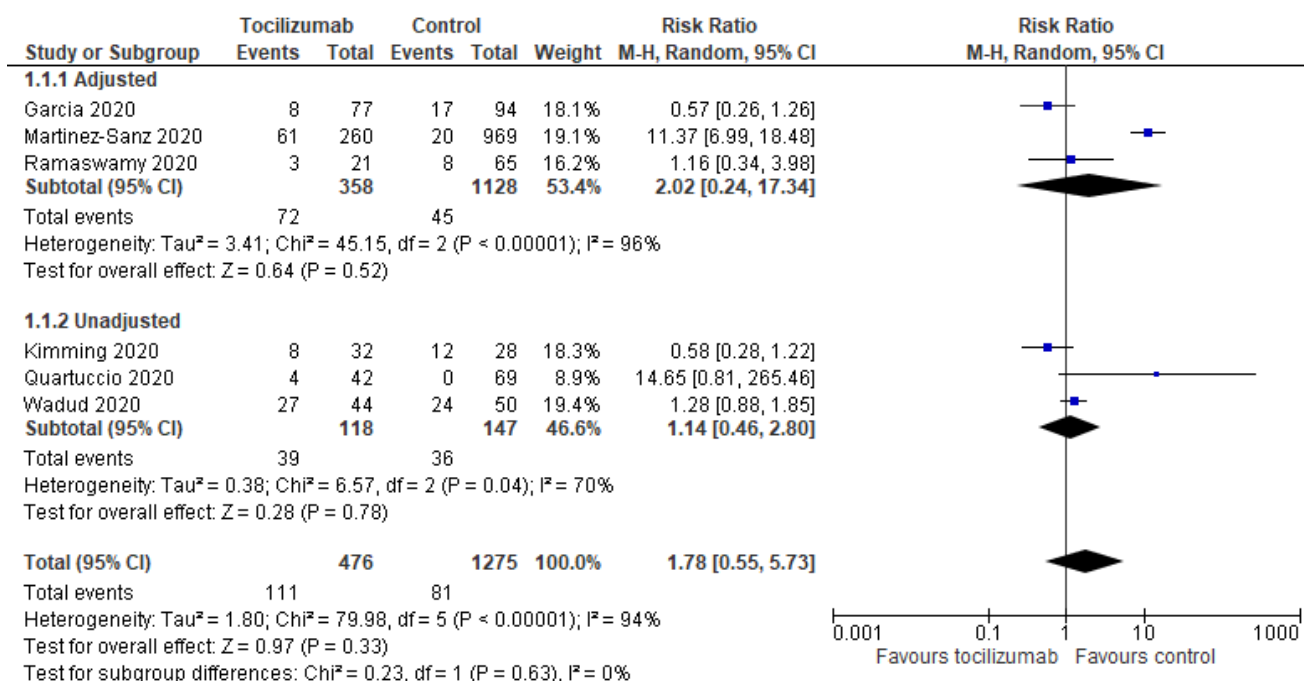 Tocilizumab Control Risk Ratio Risk Ratio
Study or Subgroup Events Total Events Total Weight M-H, Random, 95% CI M-H, Random, 95% CI
1.1.1 Adjusted
Garcia 2020 8 77 17 94 18.1% 0.57 [0.26, 1.26]
Martinez-Sanz 2020 61 260 20 969 19.1% 11.37 [6.99, 18.48]
Ramaswamy 2020 3 21 8 65 16.2% 1.16 [0.34, 3.98]
Subtotal (95% CI) 358 1128 53.4% 2.02 [0.24, 17.34]
Total events 72 45
Heterogeneity: Tau² = 3.41; Chi² = 45.15, df = 2 (P < 0.00001); I² = 96%
Test for overall effect: Z = 0.64 (P = 0.52)
1.1.2 Unadjusted
Kimming 2020 8 32 12 28 18.3% 0.58 [0.28, 1.22]
Quartuccio 2020 4 42 0 69 8.9% 14.65 [0.81, 265.46]
Wadud 2020 27 44 24 50 19.4% 1.28 [0.88, 1.85]
Subtotal (95% CI) 118 147 46.6% 1.14 [0.46, 2.80]
Total events 39 36
Heterogeneity: Tau² = 0.38; Chi² = 6.57, df = 2 (P = 0.04); I² = 70%
Test for overall effect: Z = 0.28 (P = 0.78)
Total (95% CI) 476 1275 100.0% 1.78 [0.55, 5.73]
Total events 111 81
Heterogeneity: Tau² = 1.80; Chi² = 79.98, df = 5 (P < 0.00001); I² = 94%
Test for overall effect: Z = 0.97 (P = 0.33)
Test for subgroup differences: Chi² = 0.23, df = 1 (P = 0.63), I² = 0%
0.001 0.1 1 10 1000
Favours tocilizumab Favours control